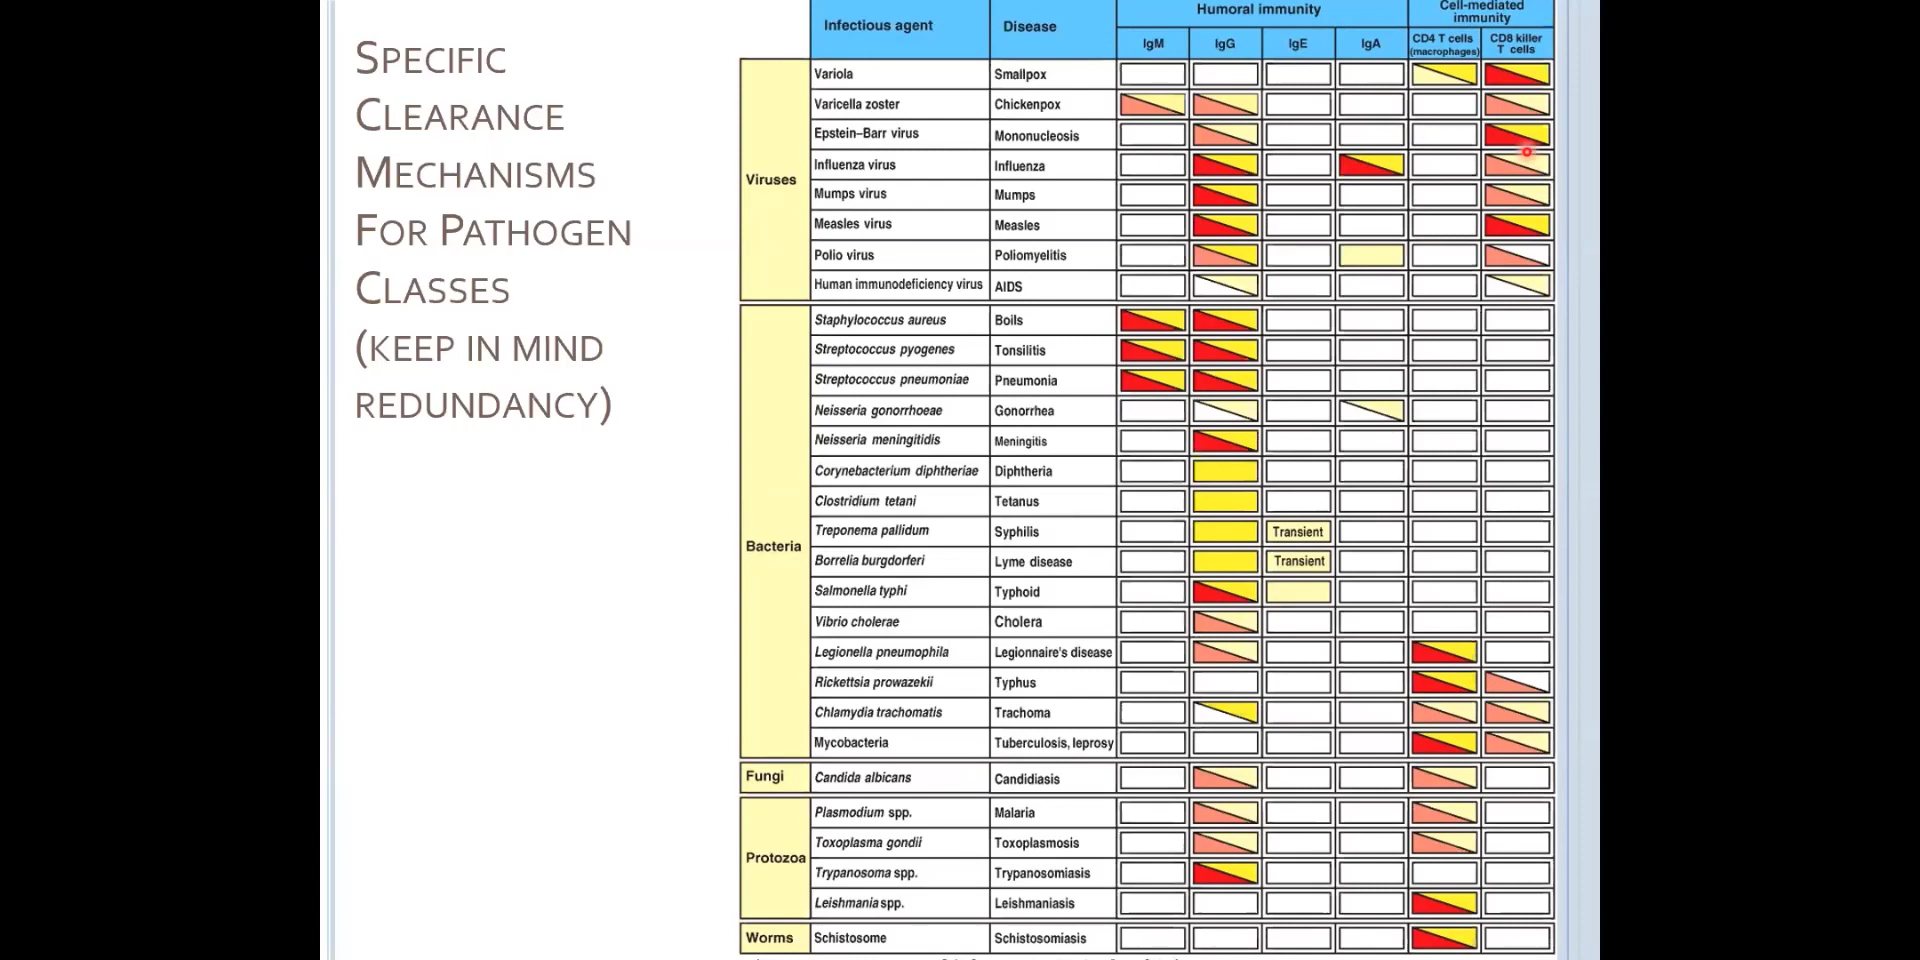 SPECIFIC
CLEARANCE
MECHANISMS
FOR PATHOGEN
CLASSES
(KEEP IN MIND
REDUNDANCY)
Infectious agent Disease Humoral immunity Cell-mediated immunity
IgM IgG IgE IgA CD4 T cells (macrophages) CD8 killer T cells
Viruses
Variola Smallpox
Varicella zoster Chickenpox
Epstein–Barr virus Mononucleosis
Influenza virus Influenza
Mumps virus Mumps
Measles virus Measles
Polio virus Poliomyelitis
Human immunodeficiency virus AIDS
Bacteria
Staphylococcus aureus Boils
Streptococcus pyogenes Tonsilitis
Streptococcus pneumoniae Pneumonia
Neisseria gonorrhoeae Gonorrhea
Neisseria meningitidis Meningitis
Corynebacterium diphtheriae Diphtheria
Clostridium tetani Tetanus
Treponema pallidum Syphilis Transient
Borrelia burgdorferi Lyme disease Transient
Salmonella typhi Typhoid
Vibrio cholerae Cholera
Legionella pneumophila Legionnaire's disease
Rickettsia prowazekii Typhus
Chlamydia trachomatis Trachoma
Mycobacteria Tuberculosis, leprosy
Fungi
Candida albicans Candidiasis
Protozoa
Plasmodium spp. Malaria
Toxoplasma gondii Toxoplasmosis
Trypanosoma spp. Trypanosomiasis
Leishmania spp. Leishmaniasis
Worms
Schistosome Schistosomiasis